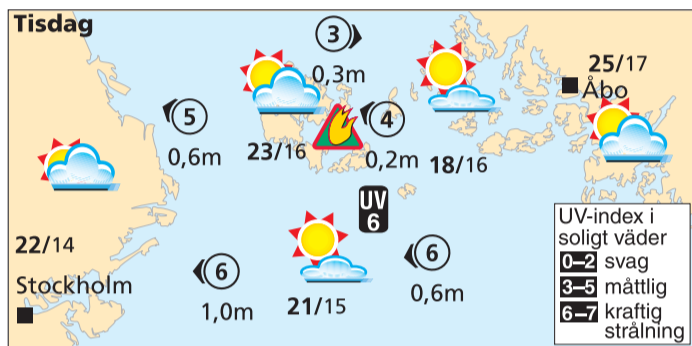 Tisdag
3
0,3m
25/17
Åbo
5
0,6m
23/16
4
0,2m
18/16
UV
6
22/14
Stockholm
6
1,0m
21/15
6
0,6m
UV-index i
soligt väder
0–2 svag
3–5 måttlig
6–7 kraftig
strålning